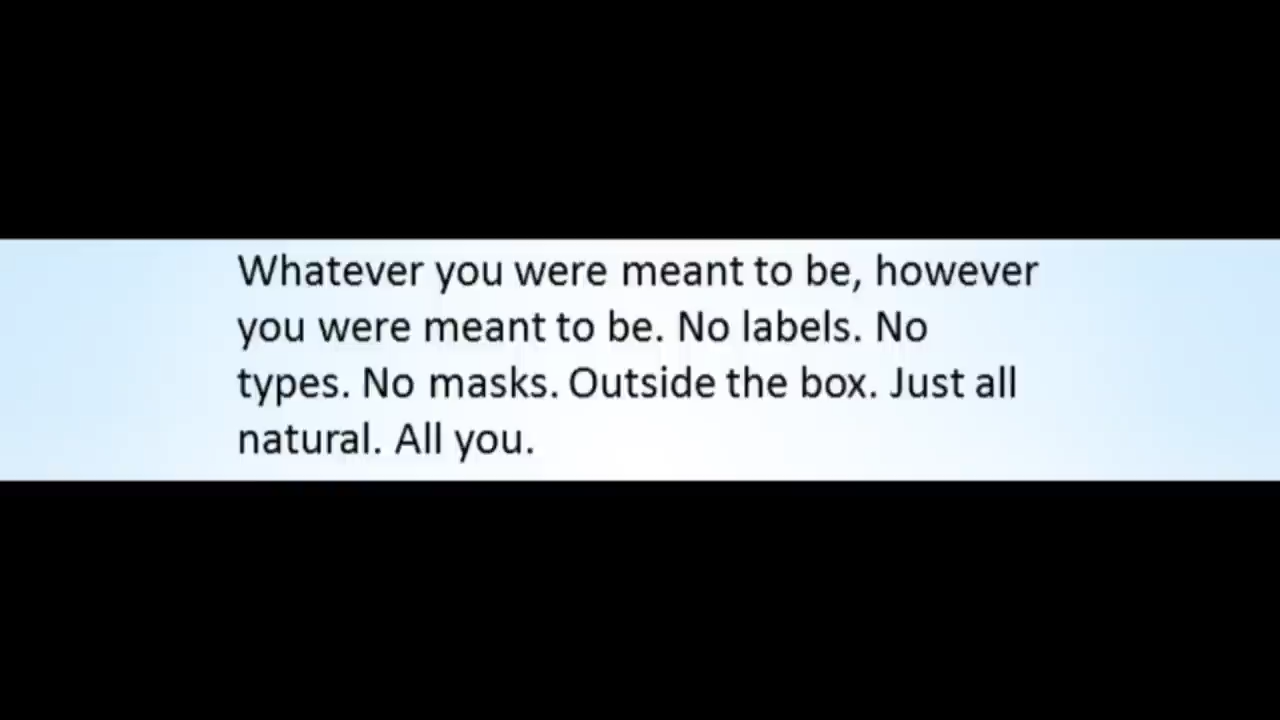 Whatever you were meant to be, however
you were meant to be. No labels. No
types. No masks. Outside the box. Just all
natural. All you.